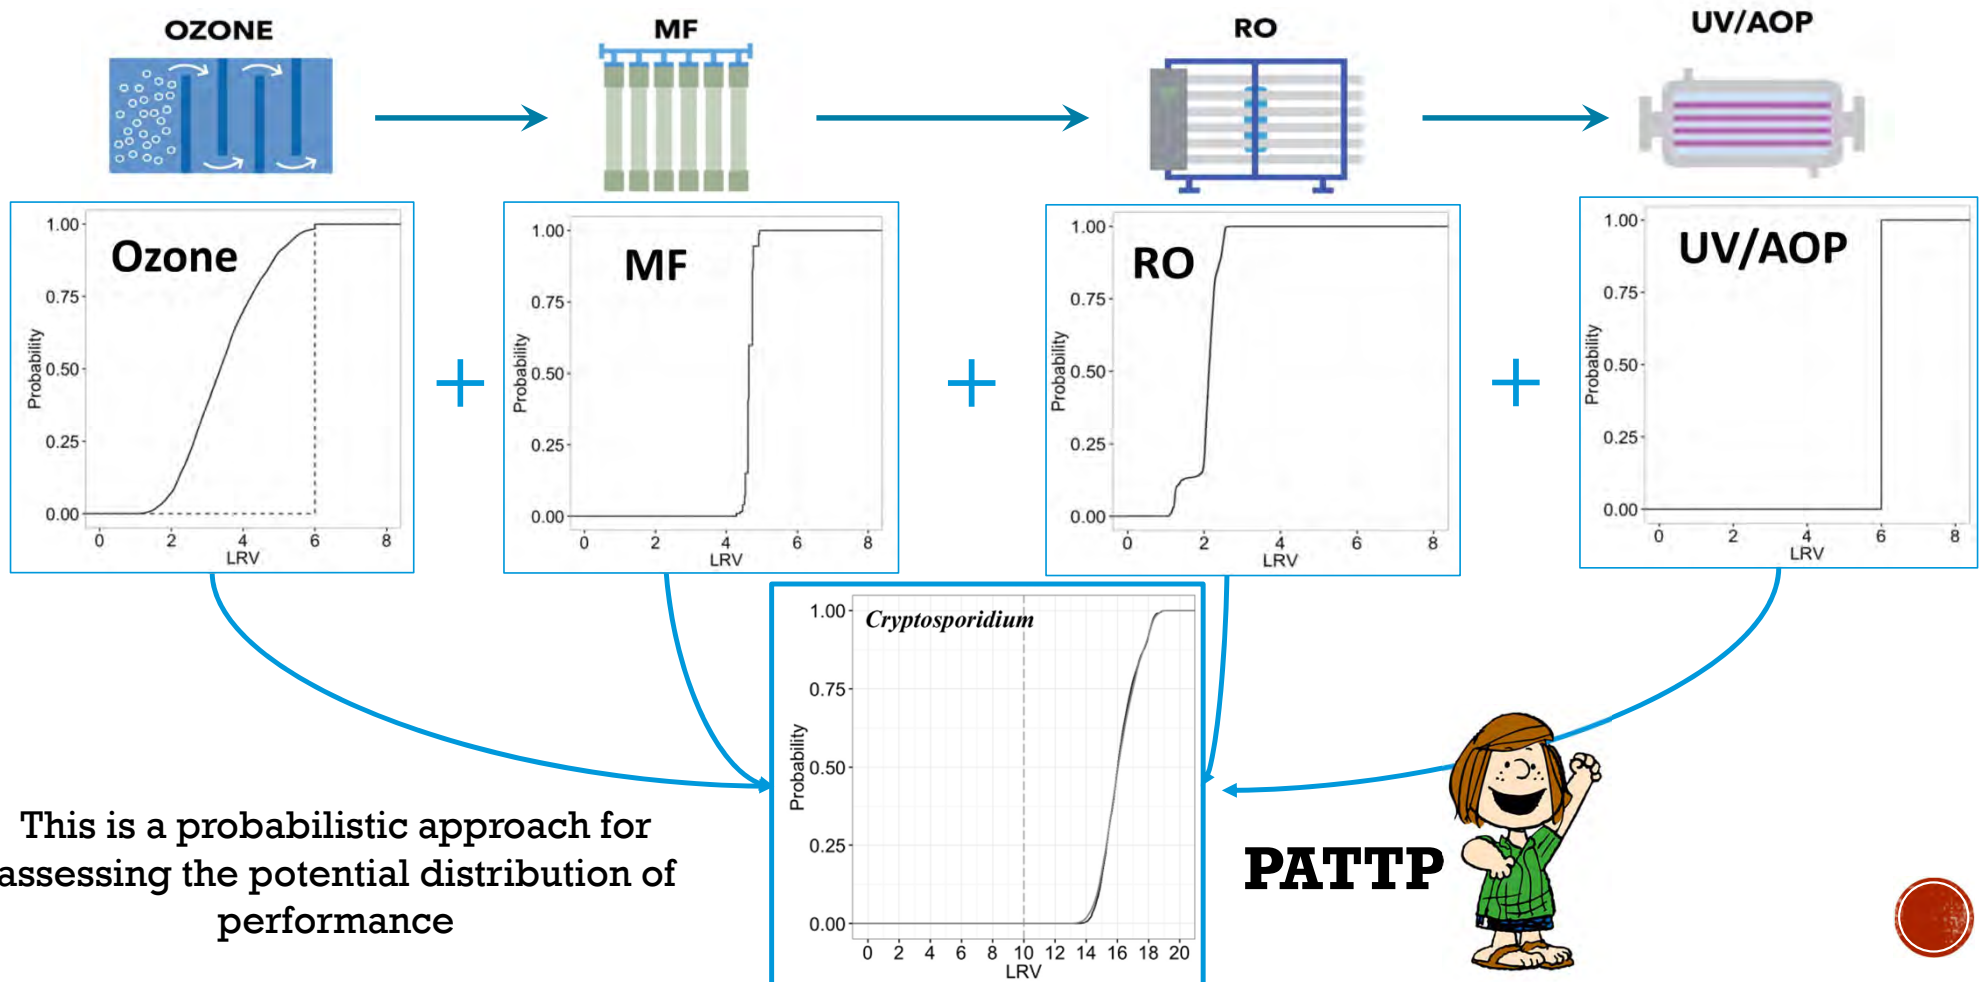 OZONE
MF
RO
UV/AOP
Ozone
1.00
0.75
0.50
0.25
0.00
Probability
0 2 4 6 8
LRV
MF
1.00
0.75
0.50
0.25
0.00
Probability
0 2 4 6 8
LRV
RO
1.00
0.75
0.50
0.25
0.00
Probability
0 2 4 6 8
LRV
UV/AOP
1.00
0.75
0.50
0.25
0.00
Probability
0 2 4 6 8
LRV
+
+
+
Cryptosporidium
1.00
0.75
0.50
0.25
0.00
Probability
0 2 4 6 8 10 12 14 16 18 20
LRV
This is a probabilistic approach for
assessing the potential distribution of
performance
PATTP